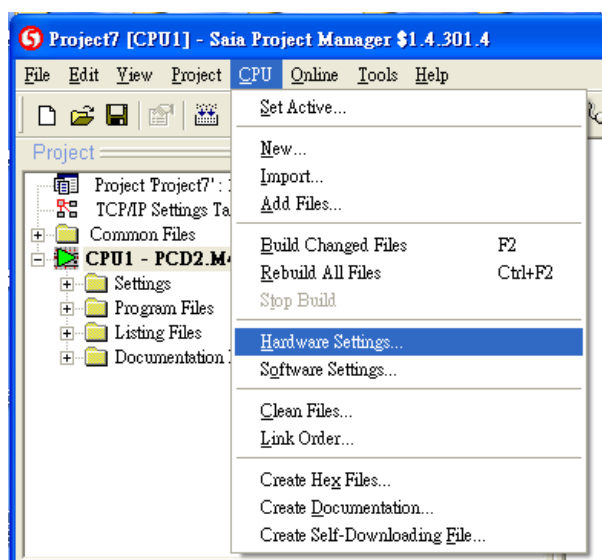 Project7 [CPU1] - Saia Project Manager $1.4.301.4
File Edit View Project CPU Online Tools Help
Set Active...
Project
New...
Project 'Project7' :
Import...
TCP/IP Settings Ta
Add Files...
Common Files
Build Changed Files F2
CPU1 - PCD2.M4
Rebuild All Files Ctrl+F2
Settings
Stop Build
Program Files
Listing Files
Hardware Settings...
Documentation
Software Settings...
Clean Files...
Link Order...
Create Hex Files...
Create Documentation...
Create Self-Downloading File...